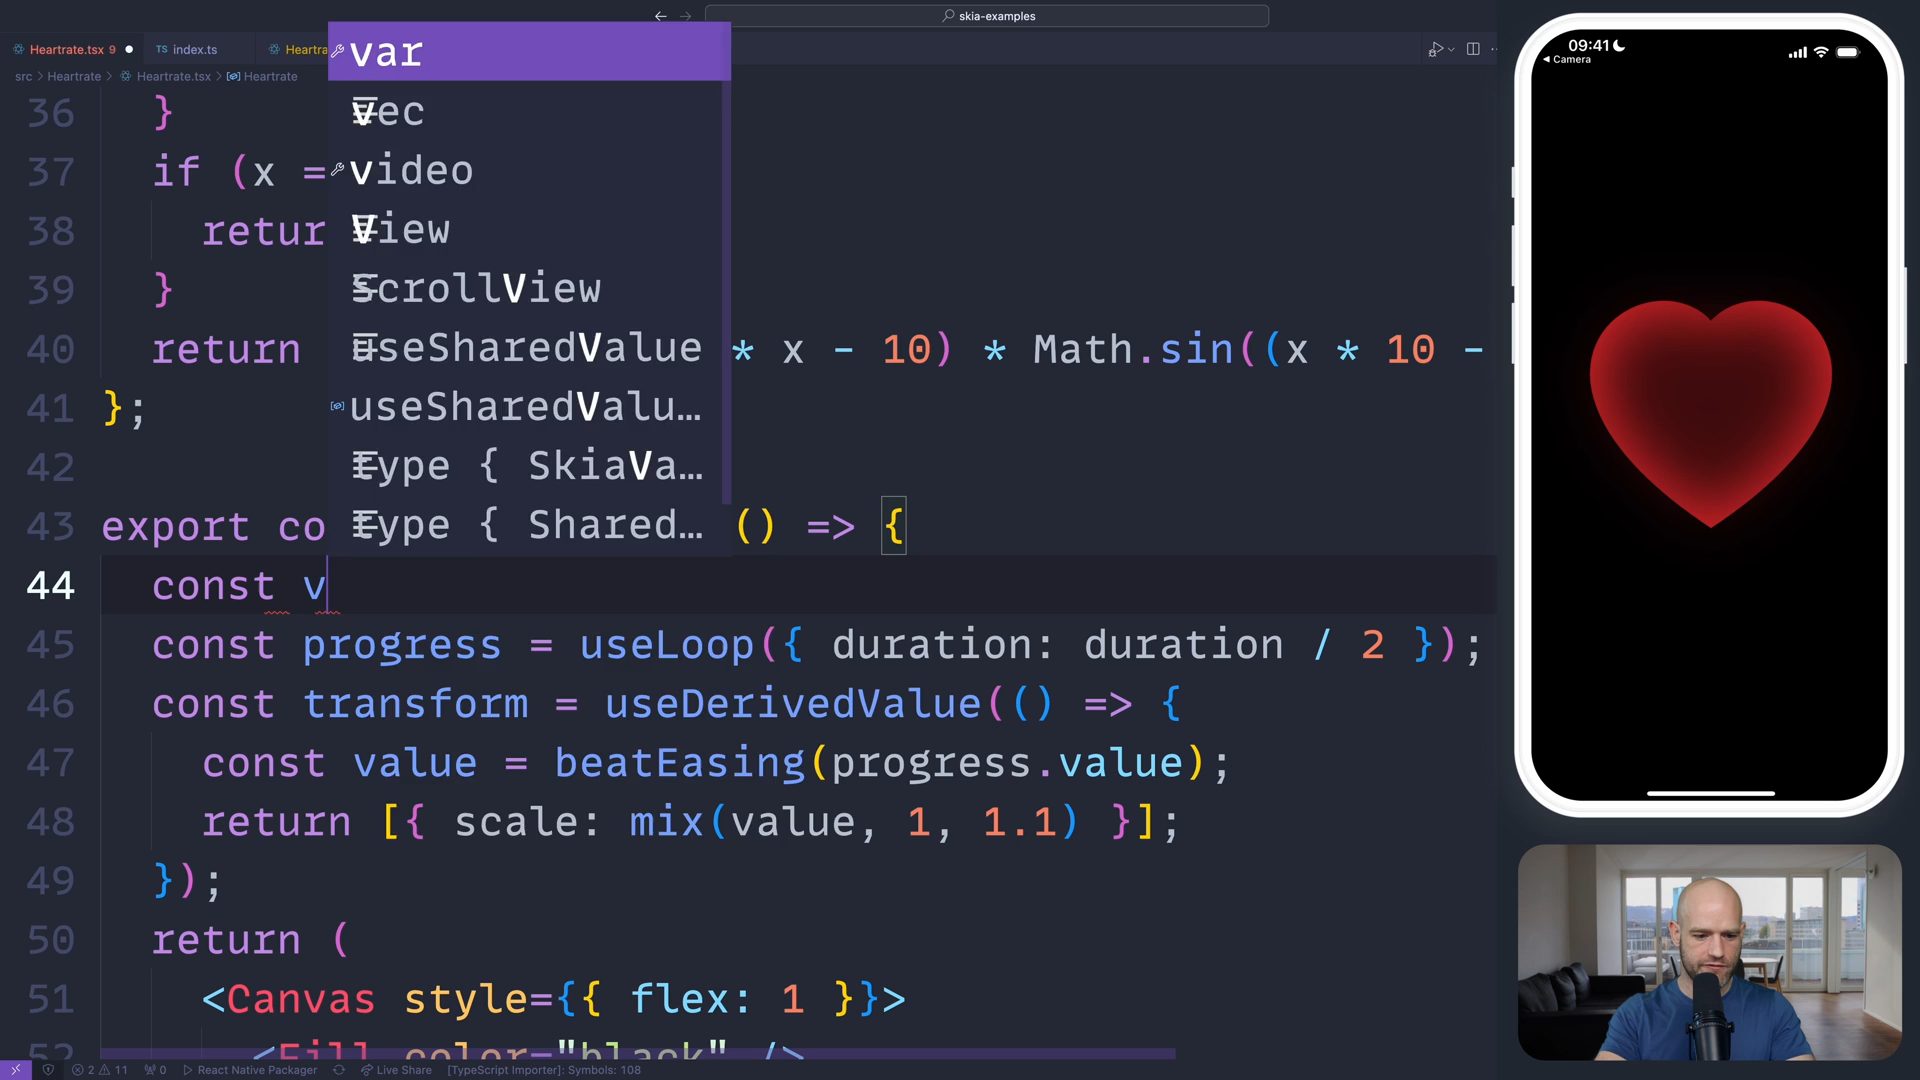 skia-examples
Heartrate.tsx 9
index.ts
Heartra
src > Heartrate > Heartrate.tsx > Heartrate
var
vec
video
View
ScrollView
useSharedValue
useSharedValu…
type { SkiaVa…
type { Shared…
36 }
37 if (x =
38 retur
39 }
40 return * x - 10) * Math.sin((x * 10 -
41 };
42
43 export co () => {
44 const v
45 const progress = useLoop({ duration: duration / 2 });
46 const transform = useDerivedValue(() => {
47 const value = beatEasing(progress.value);
48 return [{ scale: mix(value, 1, 1.1) }];
49 });
50 return (
51 <Canvas style={{ flex: 1 }}>
52 <Fill color="black" />
2 11 0 React Native Packager Live Share [TypeScript Importer]: Symbols: 108
09:41
Camera